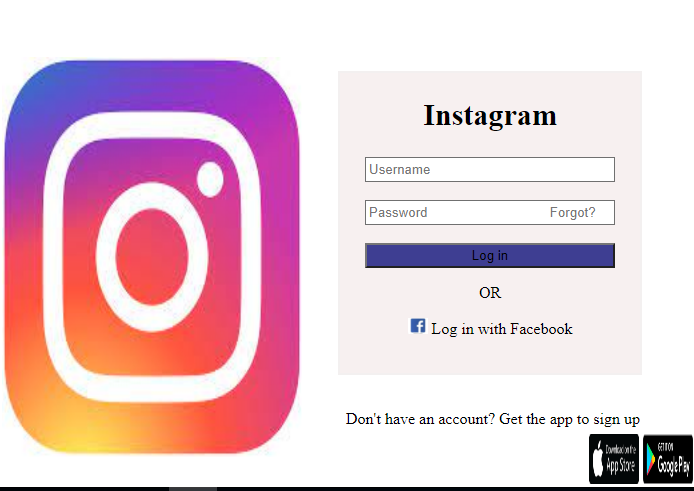 Instagram
Username
Password Forgot?
Log in
OR
Log in with Facebook
Don't have an account? Get the app to sign up
Download on the
App Store
GET IT ON
Google Play